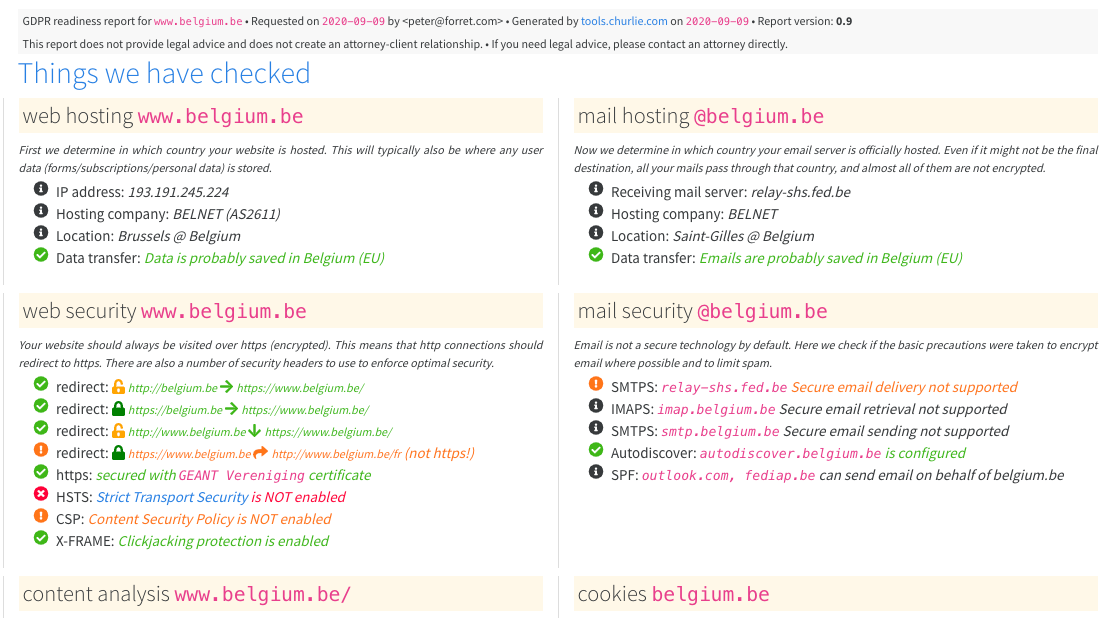 GDPR readiness report for www.belgium.be • Requested on 2020-09-09 by <peter@forret.com> • Generated by tools.churlie.com on 2020-09-09 • Report version: 0.9
This report does not provide legal advice and does not create an attorney-client relationship. • If you need legal advice, please contact an attorney directly.
Things we have checked
web hosting www.belgium.be
First we determine in which country your website is hosted. This will typically also be where any user
data (forms/subscriptions/personal data) is stored.
IP address: 193.191.245.224
Hosting company: BELNET (AS2611)
Location: Brussels @ Belgium
Data transfer: Data is probably saved in Belgium (EU)
mail hosting @belgium.be
Now we determine in which country your email server is officially hosted. Even if it might not be the final
destination, all your mails pass through that country, and almost all of them are not encrypted.
Receiving mail server: relay-shs.fed.be
Hosting company: BELNET
Location: Saint-Gilles @ Belgium
Data transfer: Emails are probably saved in Belgium (EU)
web security www.belgium.be
Your website should always be visited over https (encrypted). This means that http connections should
redirect to https. There are also a number of security headers to use to enforce optimal security.
redirect: http://belgium.be → https://www.belgium.be/
redirect: https://belgium.be → https://www.belgium.be/
redirect: http://www.belgium.be ↓ https://www.belgium.be/
redirect: https://www.belgium.be ➦ http://www.belgium.be/fr (not https!)
https: secured with GEANT Vereniging certificate
HSTS: Strict Transport Security is NOT enabled
CSP: Content Security Policy is NOT enabled
X-FRAME: Clickjacking protection is enabled
mail security @belgium.be
Email is not a secure technology by default. Here we check if the basic precautions were taken to encrypt
email where possible and to limit spam.
SMTPS: relay-shs.fed.be Secure email delivery not supported
IMAPS: imap.belgium.be Secure email retrieval not supported
SMTPS: smtp.belgium.be Secure email sending not supported
Autodiscover: autodiscover.belgium.be is configured
SPF: outlook.com, fediap.be can send email on behalf of belgium.be
content analysis www.belgium.be/
cookies belgium.be